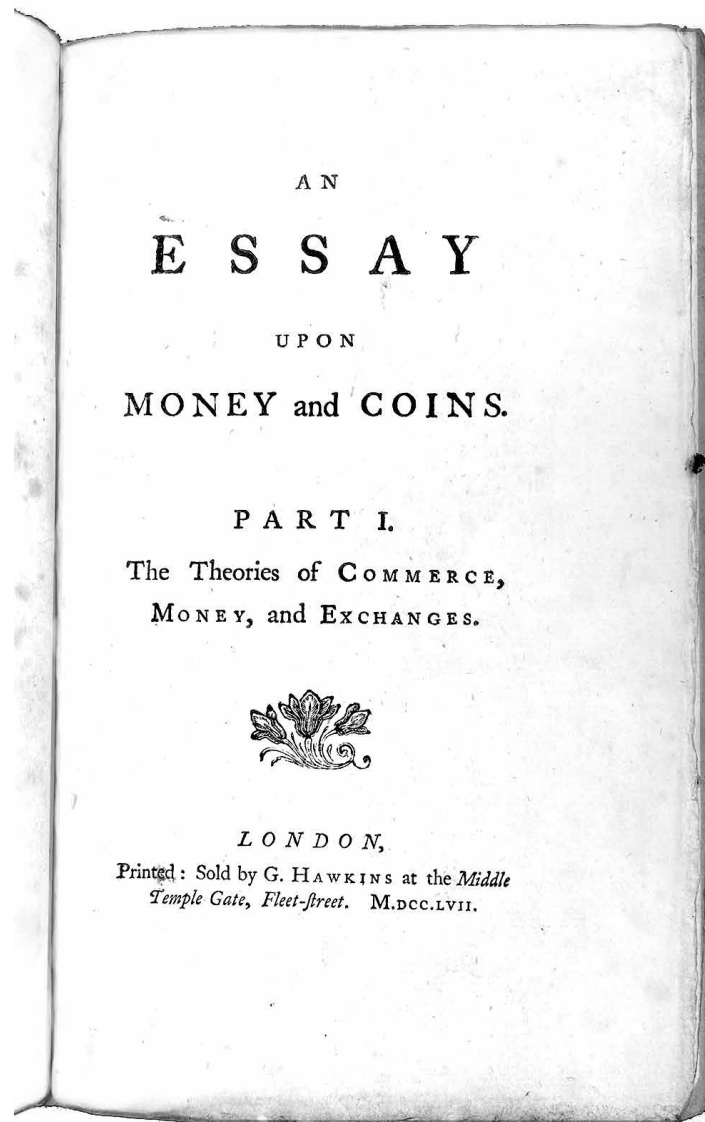 AN
ESSAY
UPON
MONEY and COINS.
PART I.
The Theories of COMMERCE,
MONEY, and EXCHANGES.
LONDON,
Printed: Sold by G. HAWKINS at the Middle
Temple Gate, Fleet-ſtreet. M.DCC.LVII.